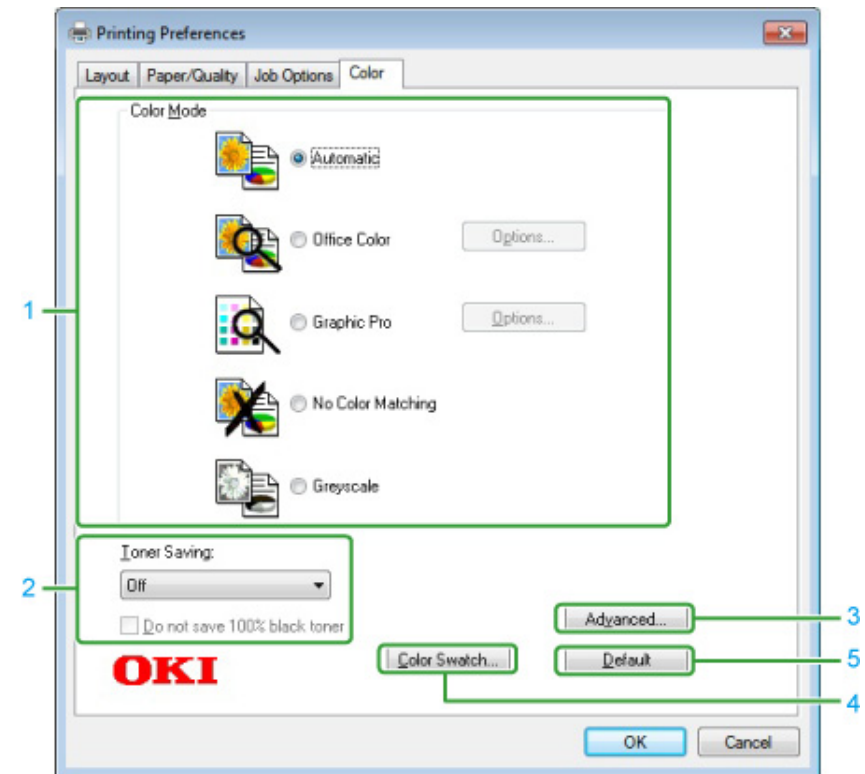 Printing Preferences
Layout Paper/Quality Job Options Color
Color Mode
Automatic
Office Color Options...
1
Graphic Pro Options...
No Color Matching
Greyscale
Toner Saving:
2 Off
Do not save 100% black toner
Advanced... 3
OKI Color Swatch... Default 5
4
OK Cancel